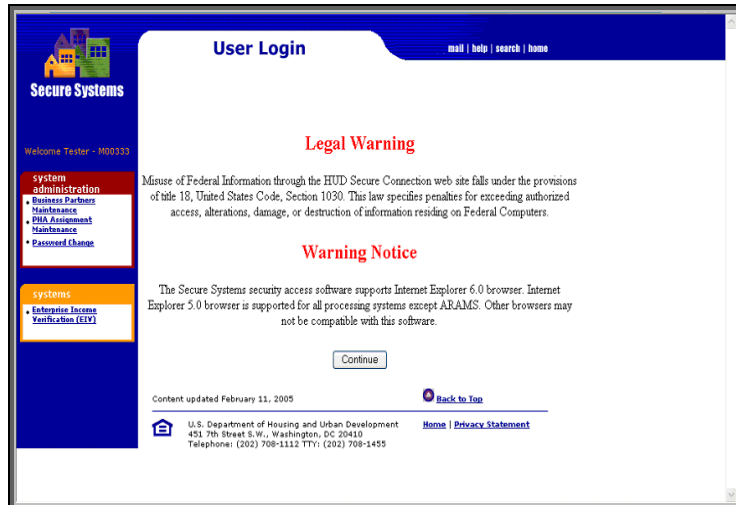 User Login
mail | help | search | home
Secure Systems
Welcome Tester - M00333
system
administration
Business Partners
Maintenance
PHA Assignment
Maintenance
Password Change
systems
Enterprise Income
Verification (EIV)
Legal Warning
Misuse of Federal Information through the HUD Secure Connection web site falls under the provisions
of title 18, United States Code, Section 1030. This law specifies penalties for exceeding authorized
access, alterations, damage, or destruction of information residing on Federal Computers.
Warning Notice
The Secure Systems security access software supports Internet Explorer 6.0 browser. Internet
Explorer 5.0 browser is supported for all processing systems except ARAMS. Other browsers may
not be compatible with this software.
Continue
Content updated February 11, 2005
Back to Top
U.S. Department of Housing and Urban Development
451 7th Street S.W., Washington, DC 20410
Telephone: (202) 708-1112 TTY: (202) 708-1455
Home | Privacy Statement